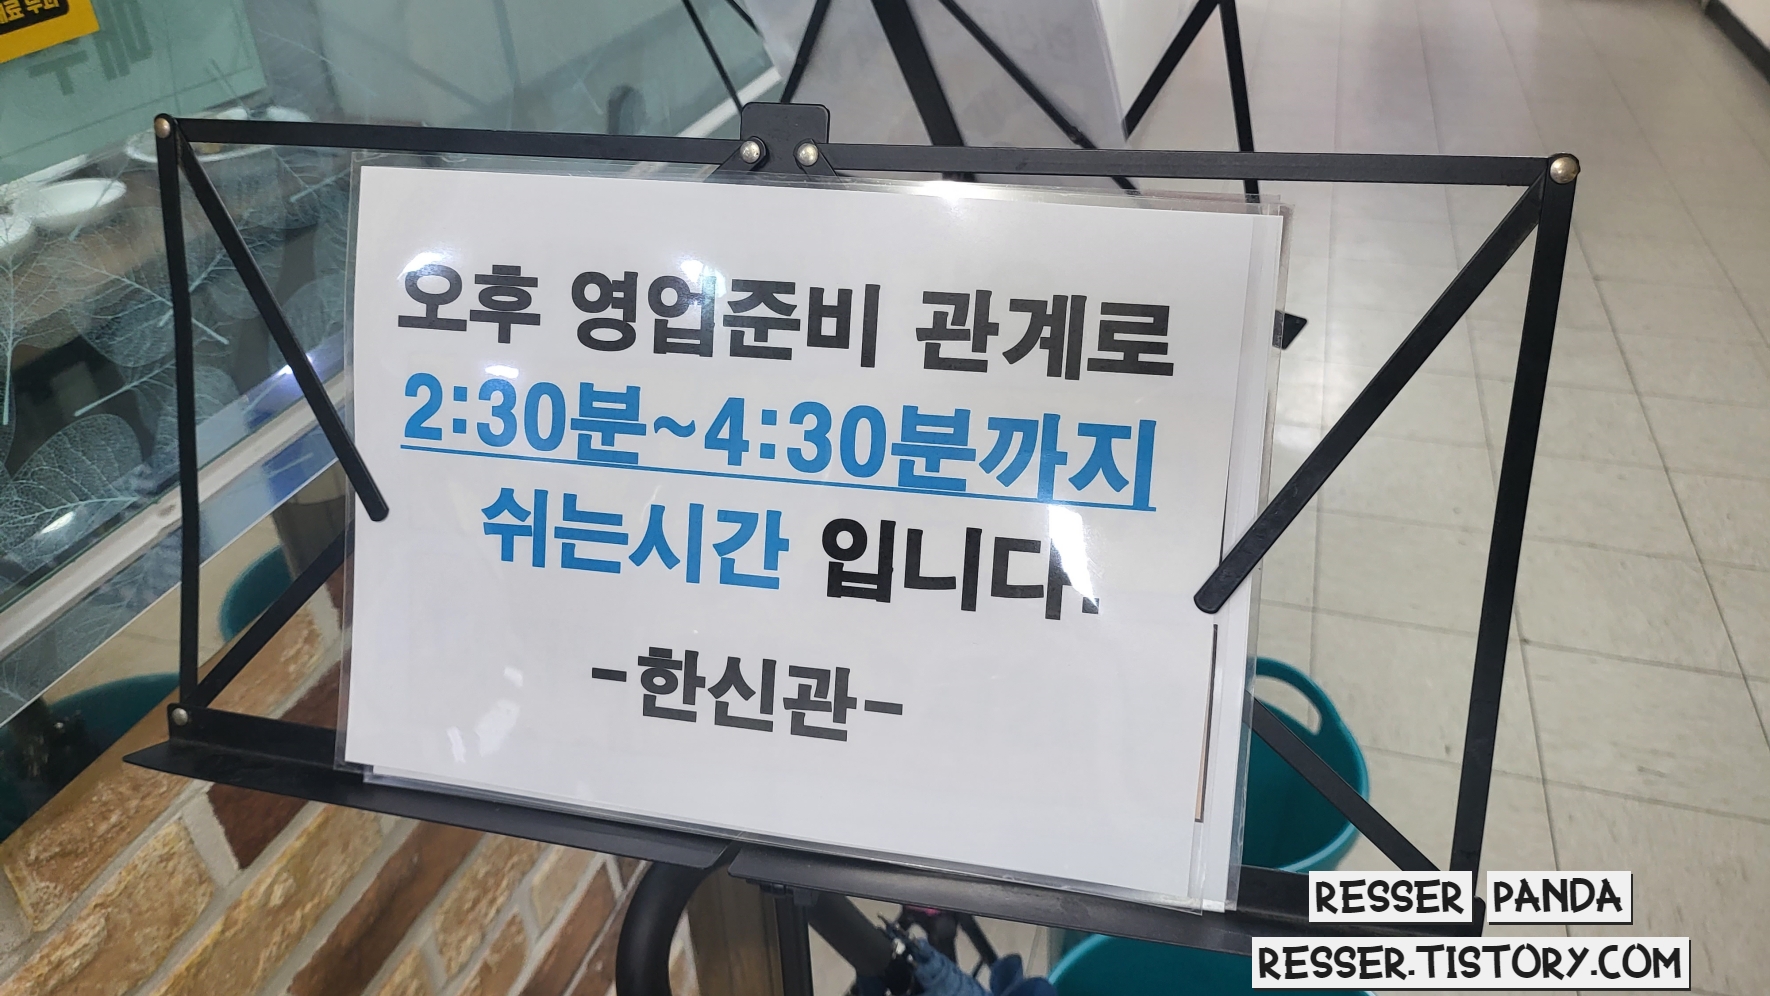 오후 영업준비 관계로
2:30분~4:30분까지
쉬는시간 입니다.
-한신관-
RESSER PANDA
RESSER.TISTORY.COM